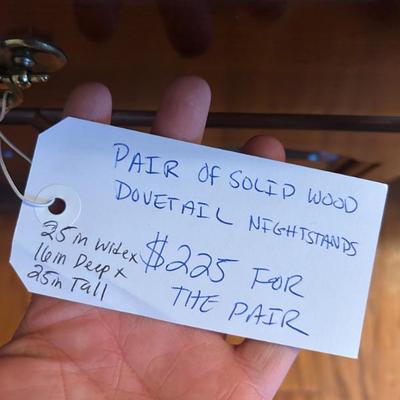 PAIR OF SOLID WOOD
DOVETAIL NIGHTSTANDS
$225 FOR
THE PAIR
25in Wide x
16in Deep x
25in Tall